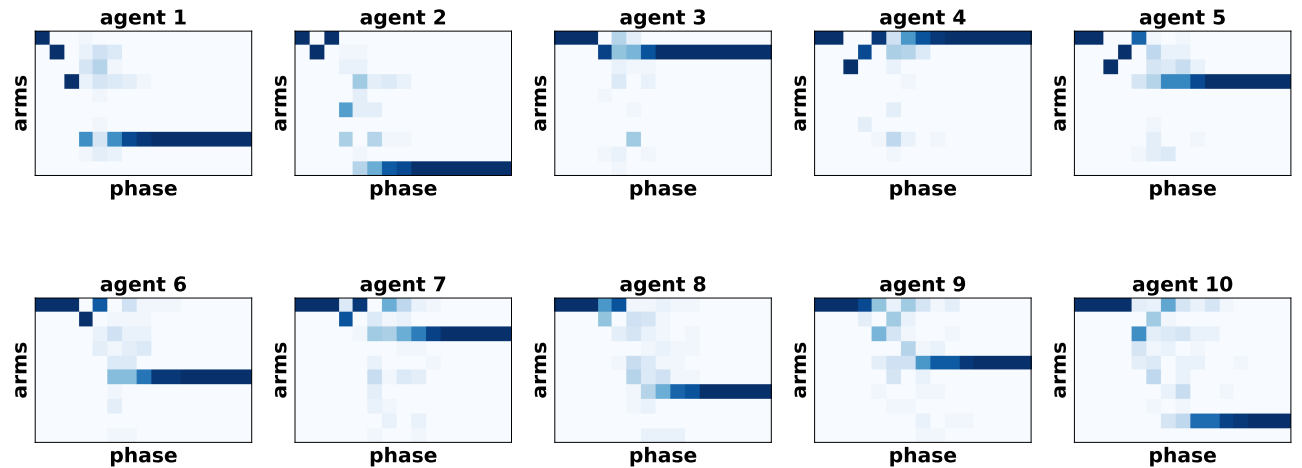 agent 1
agent 2
agent 3
agent 4
agent 5
arms
arms
arms
arms
arms
phase
phase
phase
phase
phase
agent 6
agent 7
agent 8
agent 9
agent 10
arms
arms
arms
arms
arms
phase
phase
phase
phase
phase